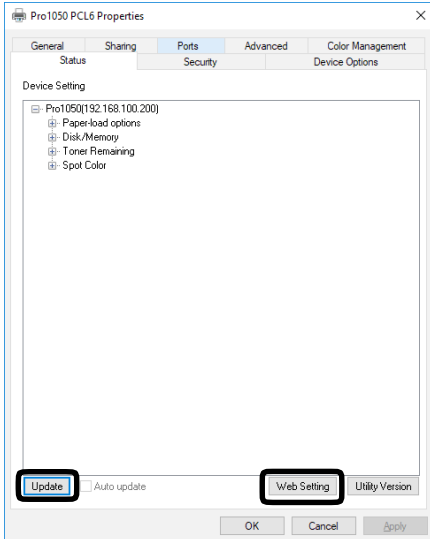 Pro1050 PCL6 Properties
General Sharing Ports Advanced Color Management
Status Security Device Options
Device Setting
Pro1050(192.168.100.200)
Paper-load options
Disk/Memory
Toner Remaining
Spot Color
Update Auto update Web Setting Utility Version
OK Cancel Apply